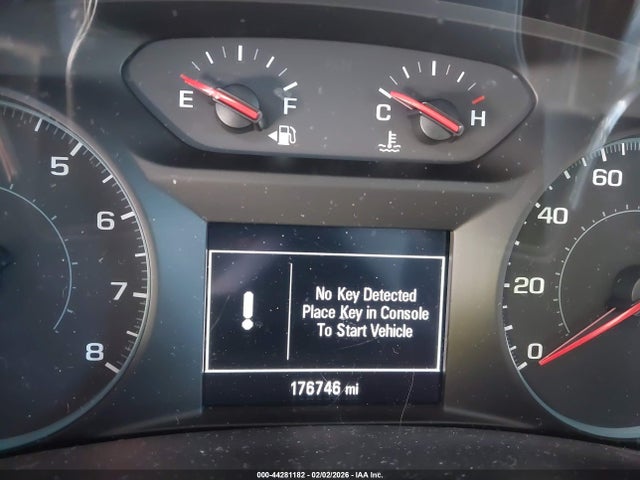 E F
C H
5
6
7
8
60
40
20
0
No Key Detected
Place Key in Console
To Start Vehicle
176746 mi
000-44281182 - 02/02/2026 - IAA Inc.